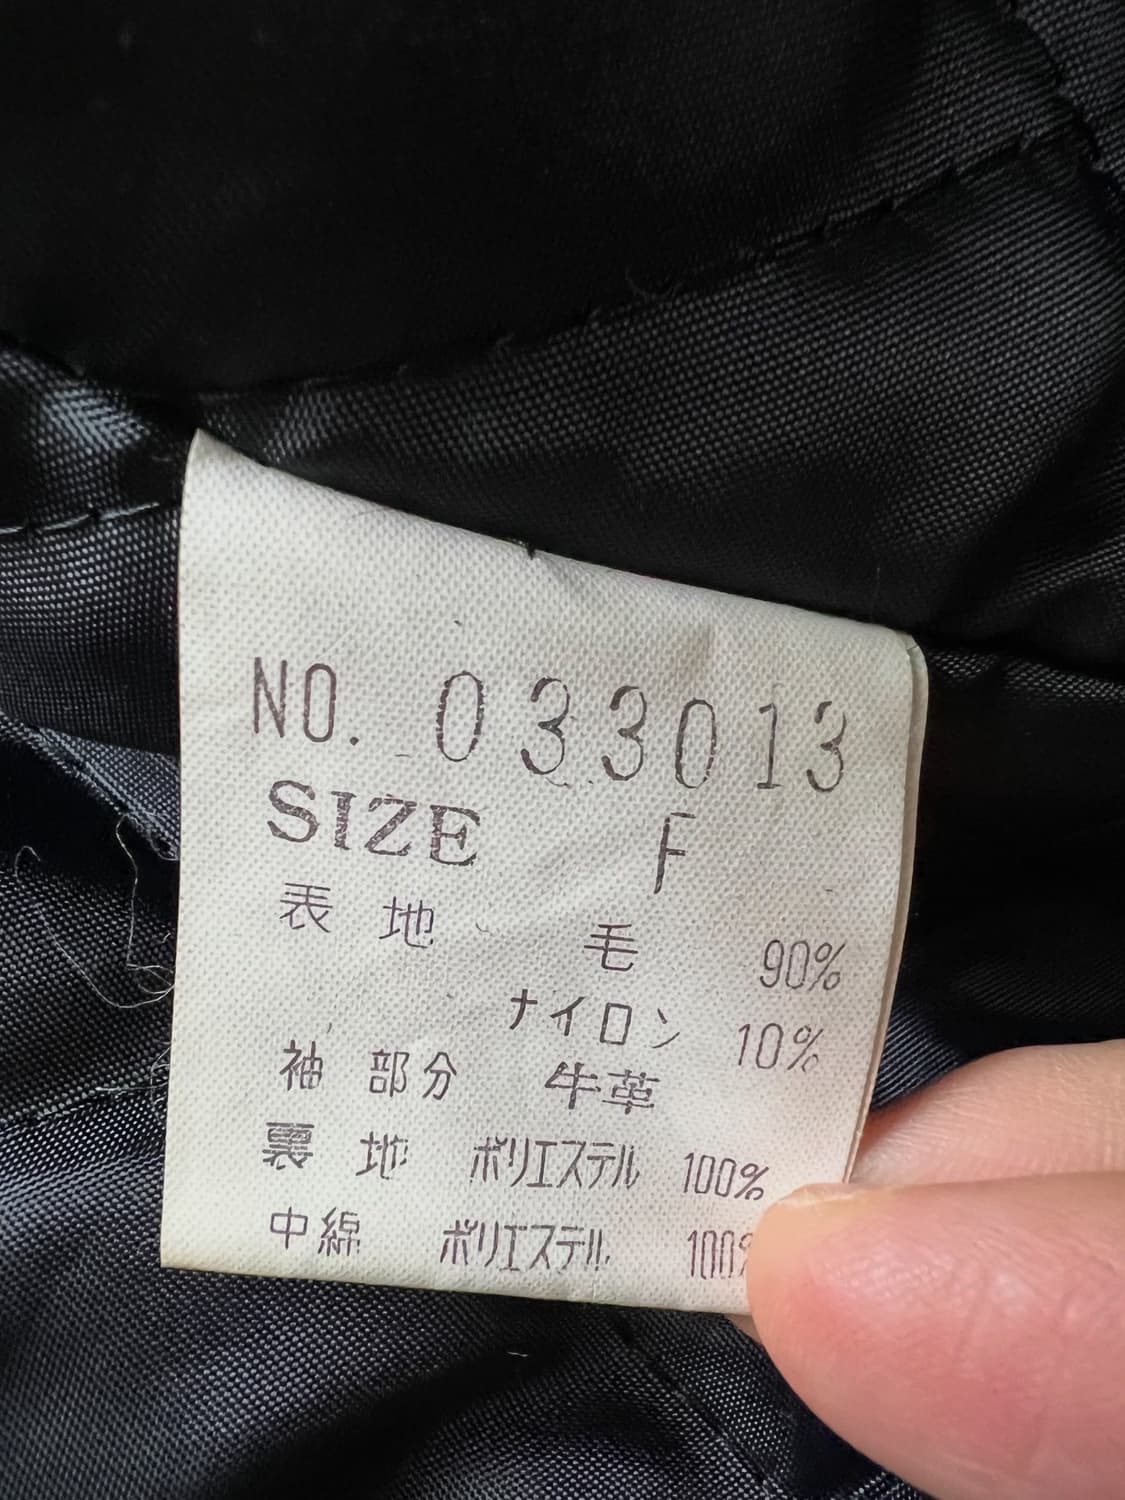 NO. 033013
SIZE F
表地 毛 90%
ナイロン 10%
袖部分 牛革
裏地 ポリエステル 100%
中綿 ポリエステル 100%